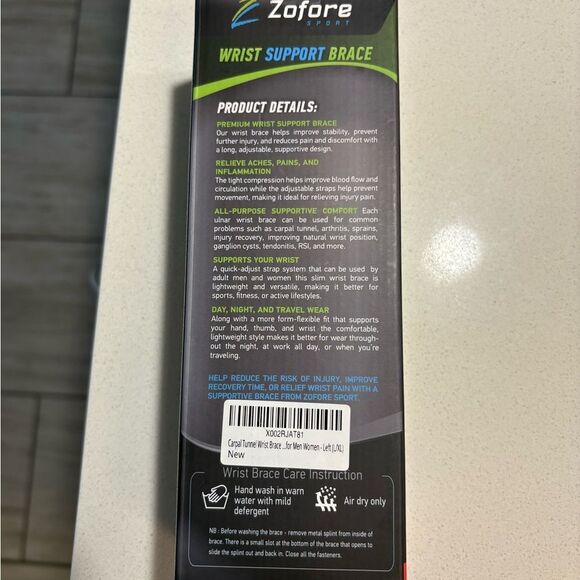 Zofore
SPORT
WRIST SUPPORT BRACE
PRODUCT DETAILS:
PREMIUM WRIST SUPPORT BRACE
Our wrist brace helps improve stability, prevent
further injury, and reduces pain and discomfort with
a long, adjustable, supportive design.
RELIEVE ACHES, PAINS, AND
INFLAMMATION
The tight compression helps improve blood flow and
circulation while the adjustable straps help prevent
movement, making it ideal for relieving injury pain.
ALL-PURPOSE SUPPORTIVE COMFORT Each
ulnar wrist brace can be used for common
problems such as carpal tunnel, arthritis, sprains,
injury recovery, improving natural wrist position,
ganglion cysts, tendonitis, RSI, and more.
SUPPORTS YOUR WRIST
A quick-adjust strap system that can be used by
adult men and women this slim wrist brace is
lightweight and versatile, making it better for
sports, fitness, or active lifestyles.
DAY, NIGHT, AND TRAVEL WEAR
Along with a more form-flexible fit that supports
your hand, thumb, and wrist the comfortable,
lightweight style makes it better for wear through-
out the night, at work all day, or when you're
traveling.
HELP REDUCE THE RISK OF INJURY, IMPROVE
RECOVERY TIME, OR RELIEF WRIST PAIN WITH A
SUPPORTIVE BRACE FROM ZOFORE SPORT.
X002RJAT81
Carpal Tunnel Wrist Brace ...for Men Women - Left (L/XL)
New
Wrist Brace Care Instruction
Hand wash in warn
water with mild
detergent
Air dry only
NB : Before washing the brace - remove metal splint from inside of
brace. There is a small slot at the bottom of the brace that opens to
slide the splint out and back in. Close all the fasteners.